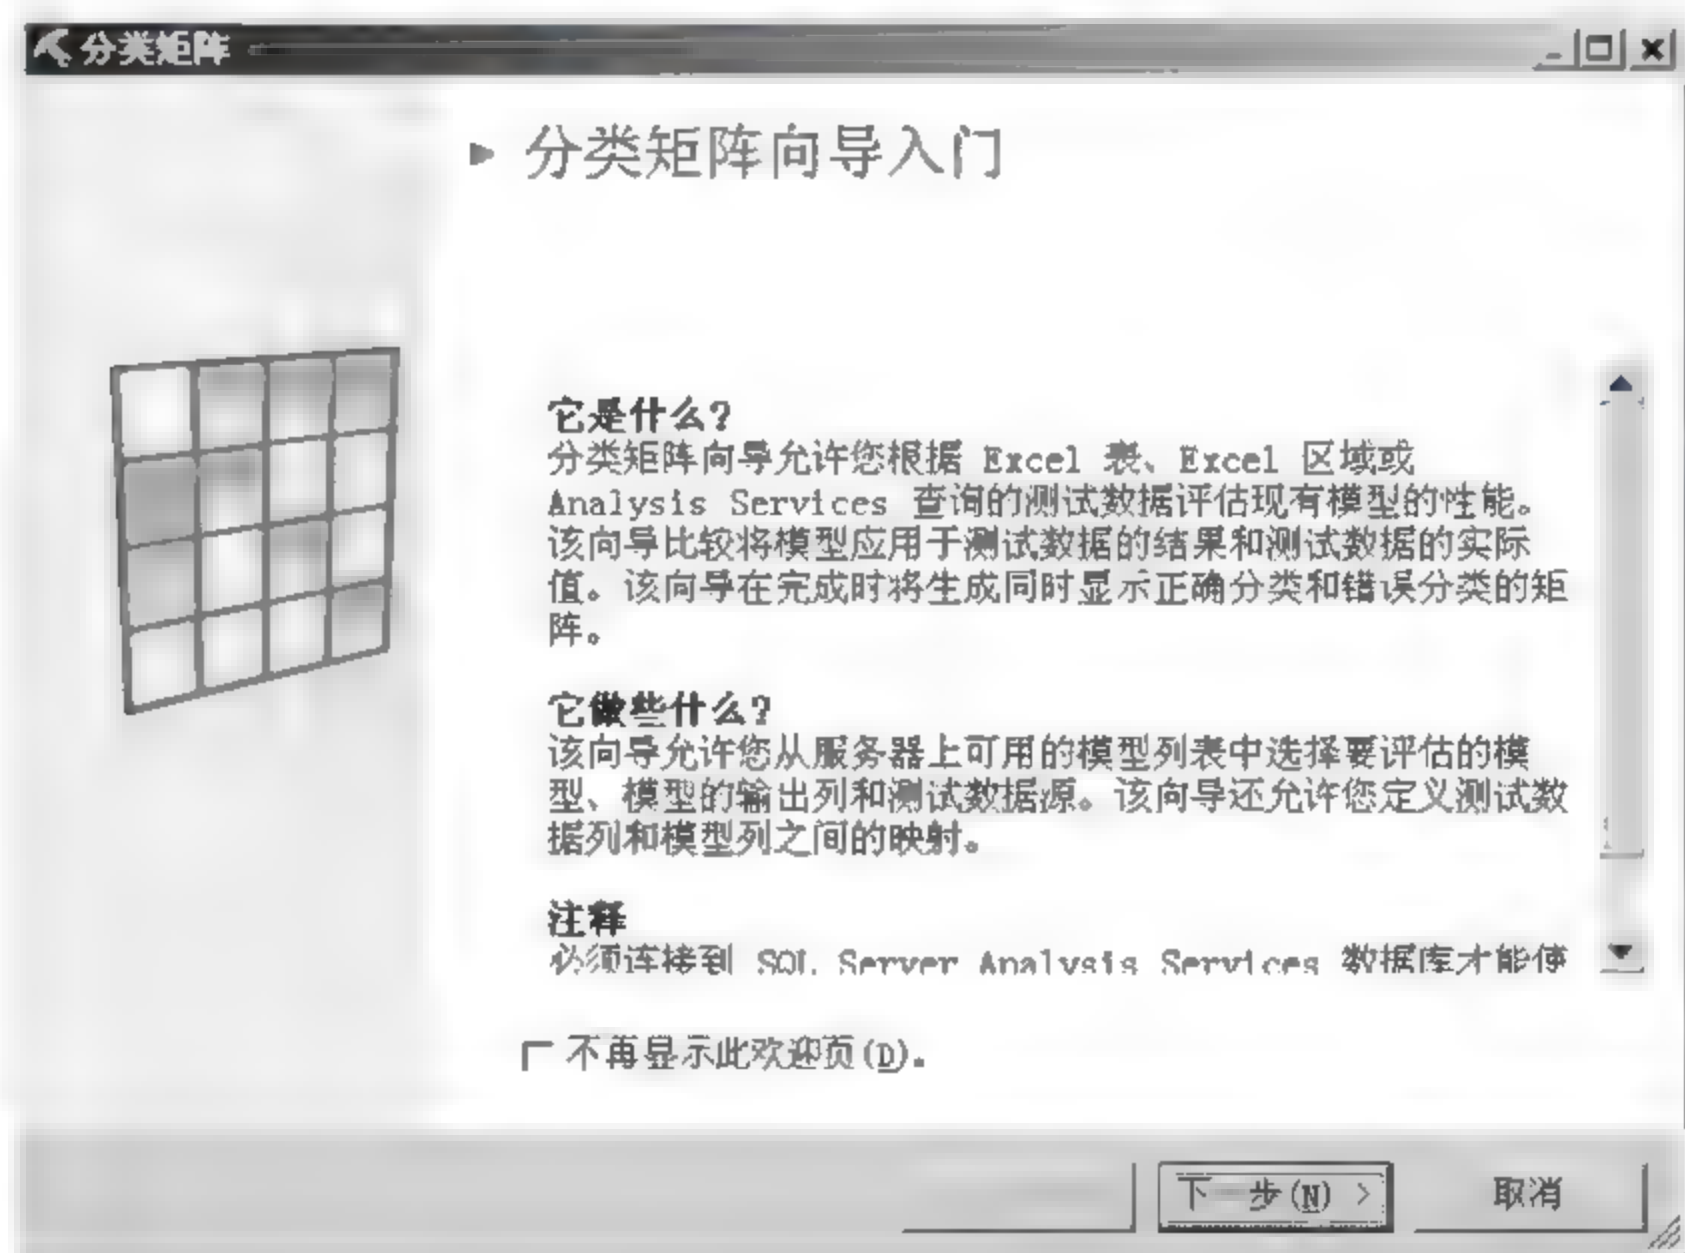 分类矩阵
分类矩阵向导入门
它是什么?
分类矩阵向导允许您根据 Excel 表、Excel 区域或
Analysis Services 查询的测试数据评估现有模型的性能。
该向导比较将模型应用于测试数据的结果和测试数据的实际
值。该向导在完成时将生成同时显示正确分类和错误分类的矩
阵。
它做些什么?
该向导允许您从服务器上可用的模型列表中选择要评估的模
型、模型的输出列和测试数据源。该向导还允许您定义测试数
据列和模型列之间的映射。
注释
必须连接到 SQL Server Analysis Services 数据库才能使
不再显示此欢迎页(D).
下一步(N) >
取消